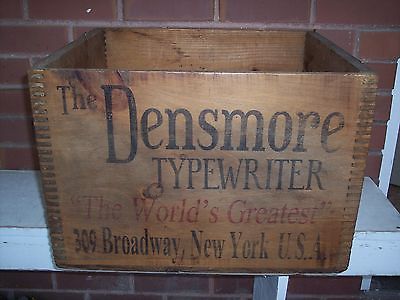 The
Densmore
TYPEWRITER
"The World's Greatest"
309 Broadway, New York U.S.A.